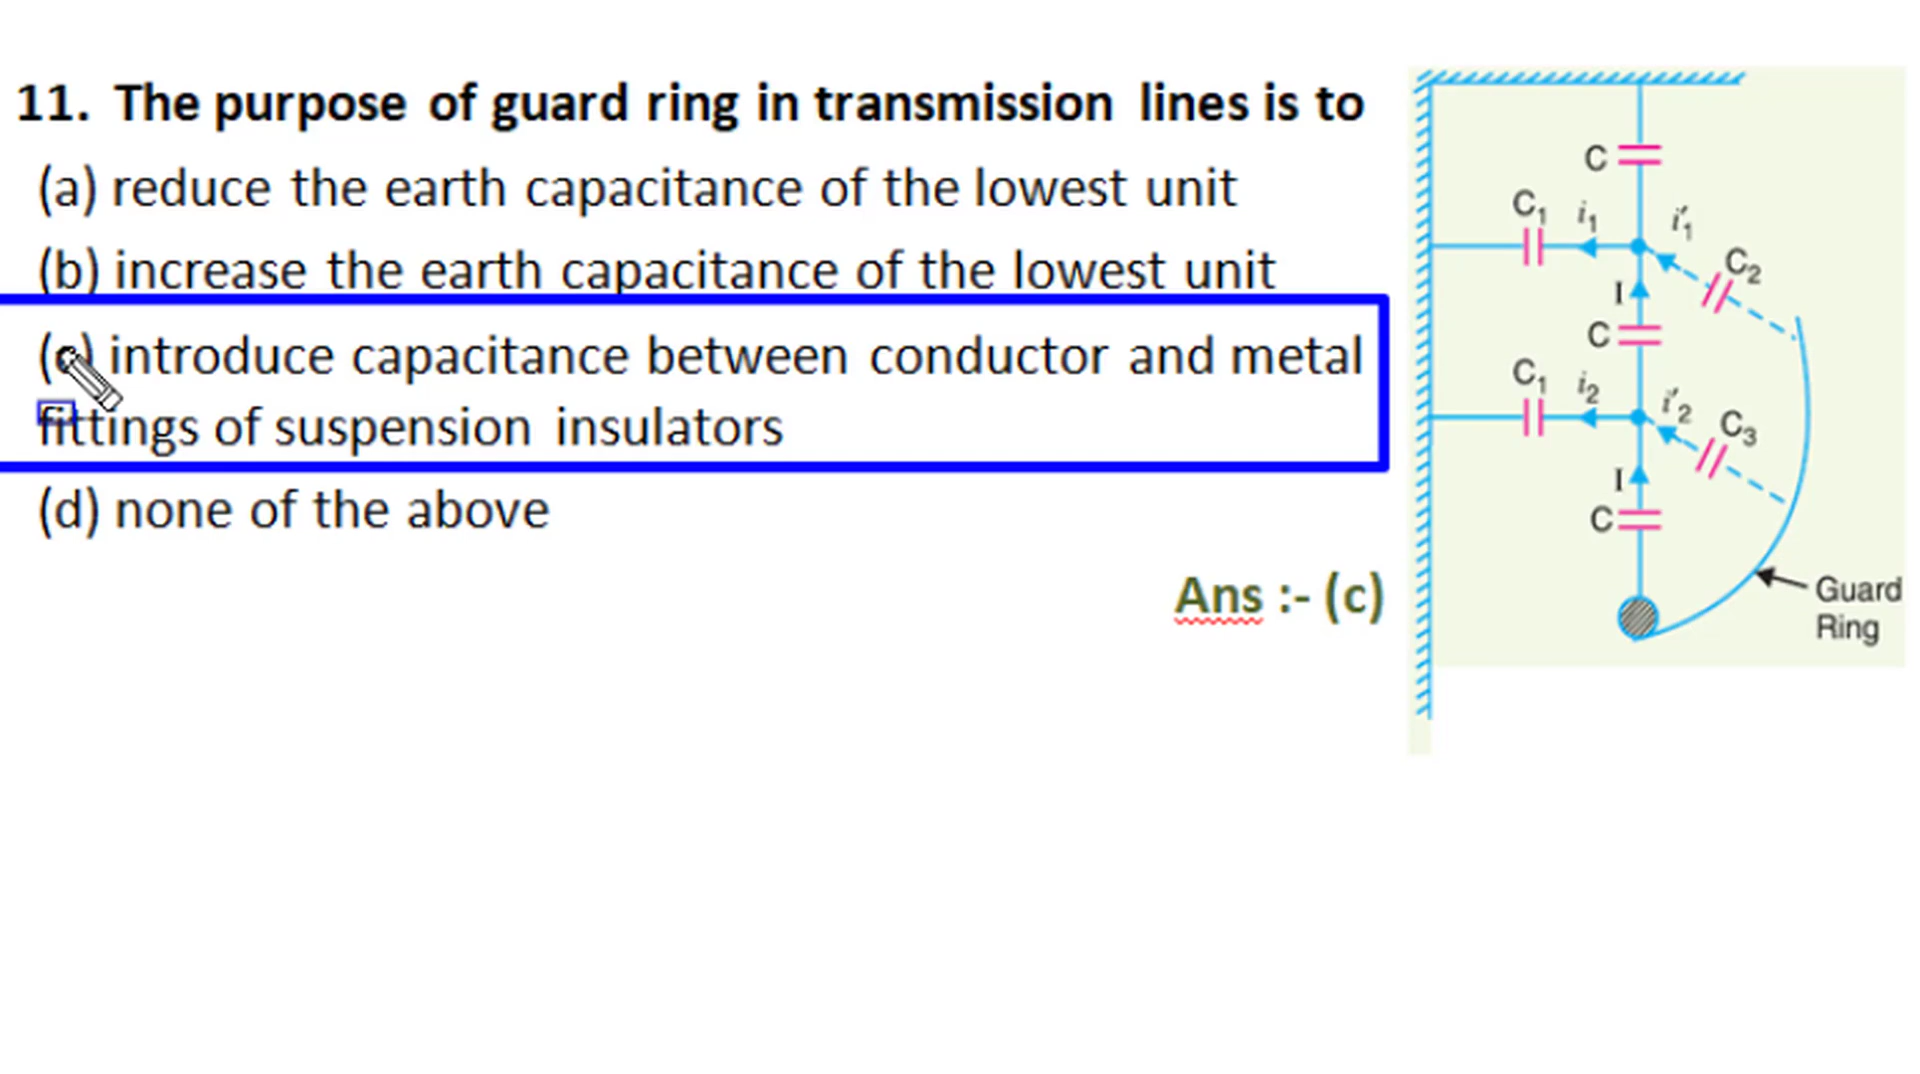 11. The purpose of guard ring in transmission lines is to
(a) reduce the earth capacitance of the lowest unit
(b) increase the earth capacitance of the lowest unit
(c) introduce capacitance between conductor and metal
fittings of suspension insulators
(d) none of the above
Ans :- (c)
C
C₁ i₁ i′₁
C₂
I
C
C₁ i₂ i′₂
C₃
I
C
Guard
Ring